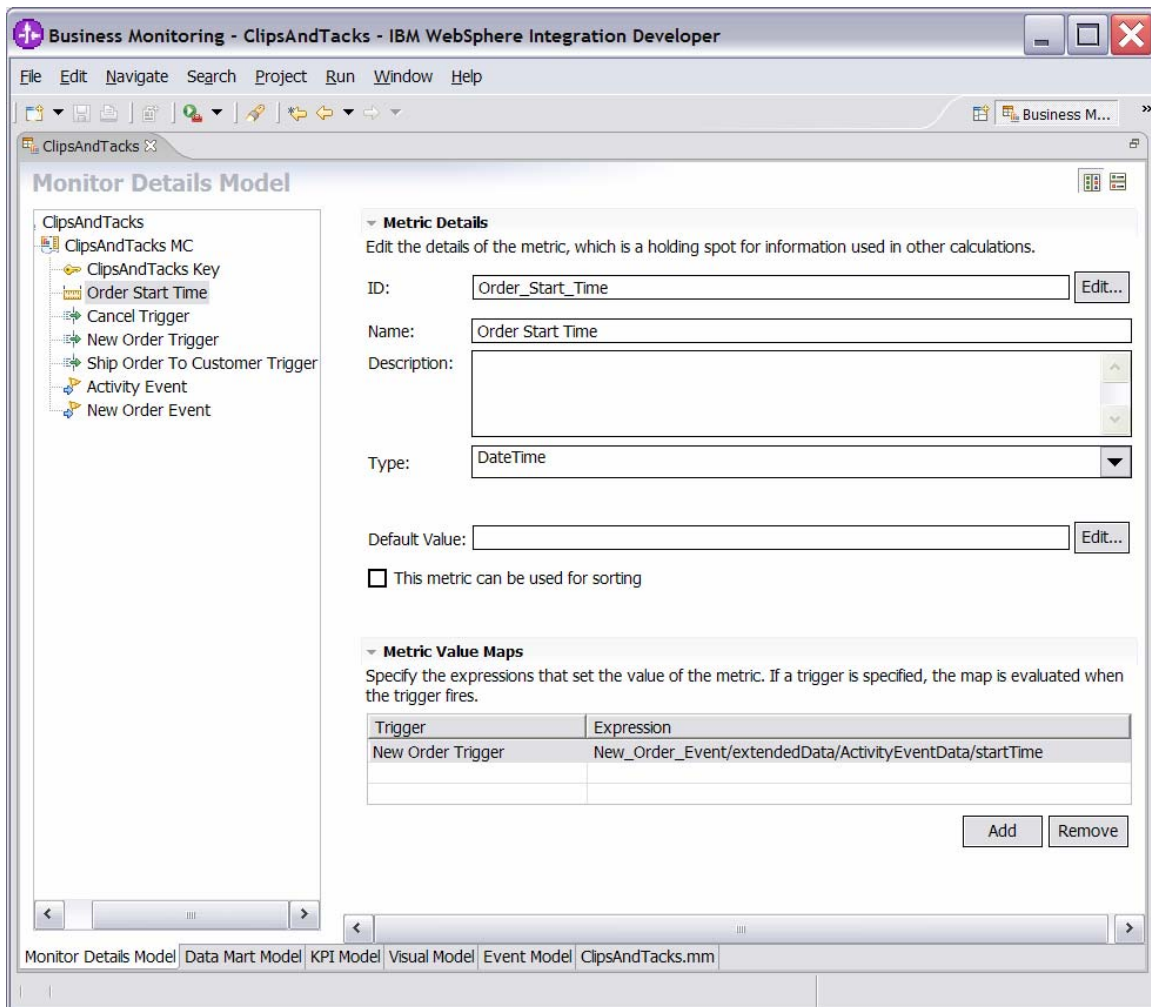 Business Monitoring - ClipsAndTacks - IBM WebSphere Integration Developer
File Edit Navigate Search Project Run Window Help
Business M... »
ClipsAndTacks
Monitor Details Model
ClipsAndTacks
ClipsAndTacks MC
ClipsAndTacks Key
Order Start Time
Cancel Trigger
New Order Trigger
Ship Order To Customer Trigger
Activity Event
New Order Event
Metric Details
Edit the details of the metric, which is a holding spot for information used in other calculations.
ID: Order_Start_Time Edit...
Name: Order Start Time
Description:
Type: DateTime
Default Value: Edit...
This metric can be used for sorting
Metric Value Maps
Specify the expressions that set the value of the metric. If a trigger is specified, the map is evaluated when
the trigger fires.
Trigger Expression
New Order Trigger New_Order_Event/extendedData/ActivityEventData/startTime
Add Remove
Monitor Details Model Data Mart Model KPI Model Visual Model Event Model ClipsAndTacks.mm